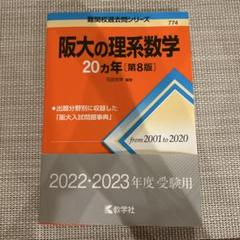 難関校過去問シリーズ
774
阪大の理系数学
20カ年[第8版]
編著
●出題分野別に収録した
「阪大入試問題事典」
from 2001 to 2020
2022・2023年度受験用
教学社